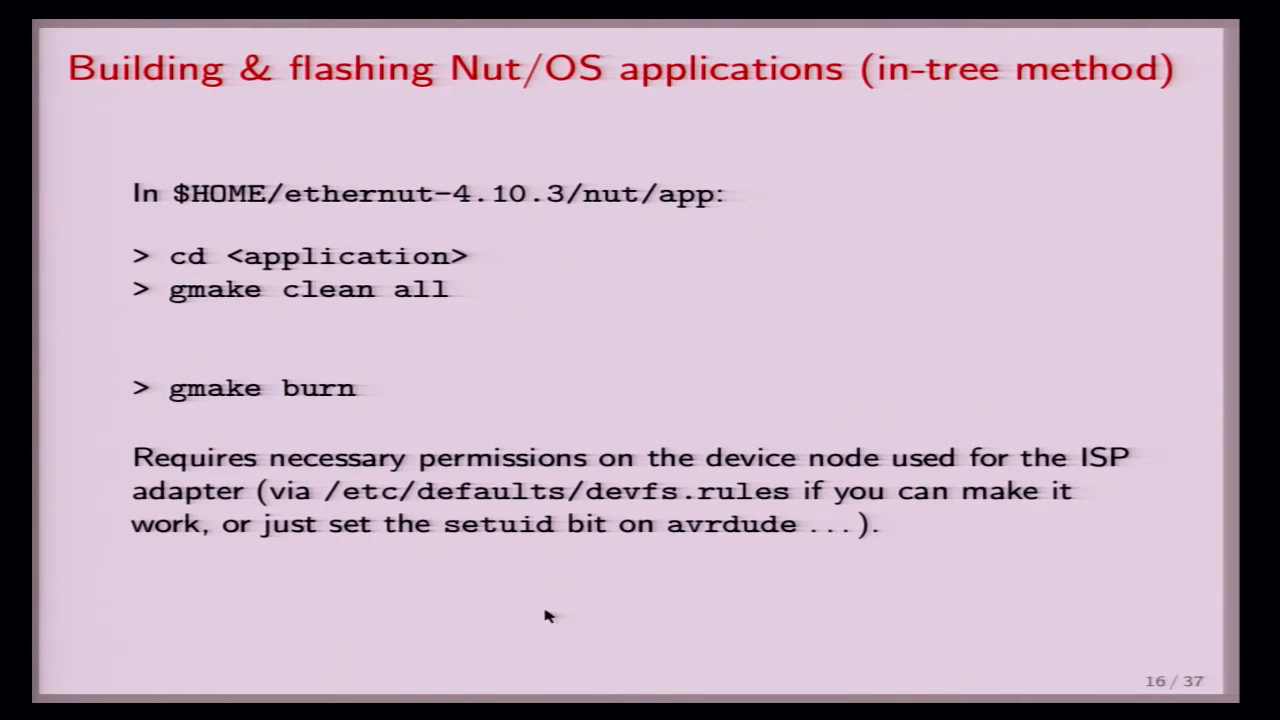 Building & flashing Nut/OS applications (in-tree method)
In $HOME/ethernut-4.10.3/nut/app:
> cd <application>
> gmake clean all
> gmake burn
Requires necessary permissions on the device node used for the ISP
adapter (via /etc/defaults/devfs.rules if you can make it
work, or just set the setuid bit on avrdude ...).
16 / 37